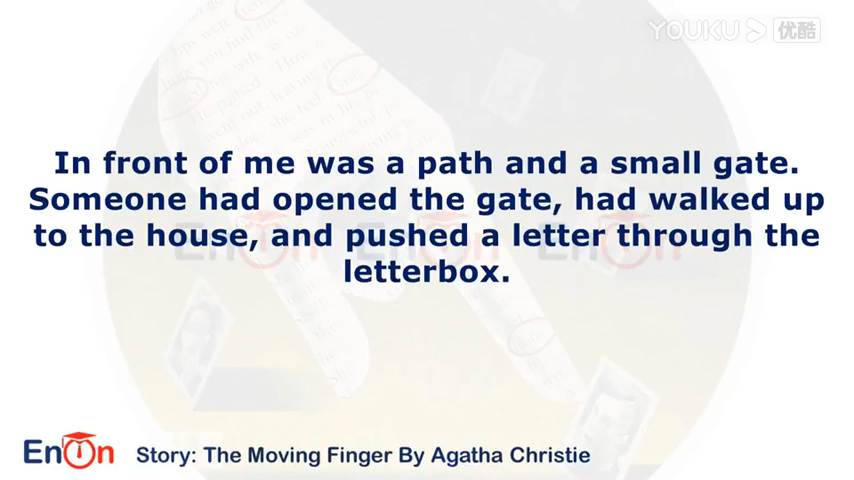 YOUKU 优酷
In front of me was a path and a small gate.
Someone had opened the gate, had walked up
to the house, and pushed a letter through the
letterbox.
EnOn
Story: The Moving Finger By Agatha Christie